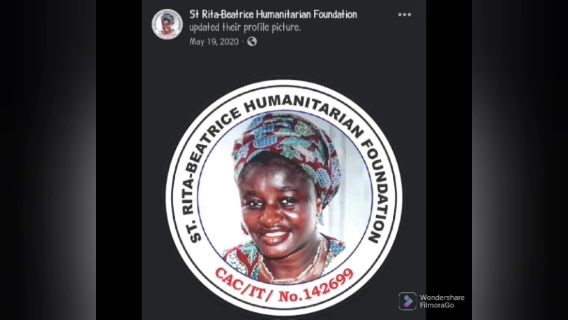 St Rita-Beatrice Humanitarian Foundation
updated their profile picture.
May 19, 2020 ·
ST. RITA-BEATRICE HUMANITARIAN FOUNDATION
CAC/IT/ No.142699
Wondershare
FilmoraGo